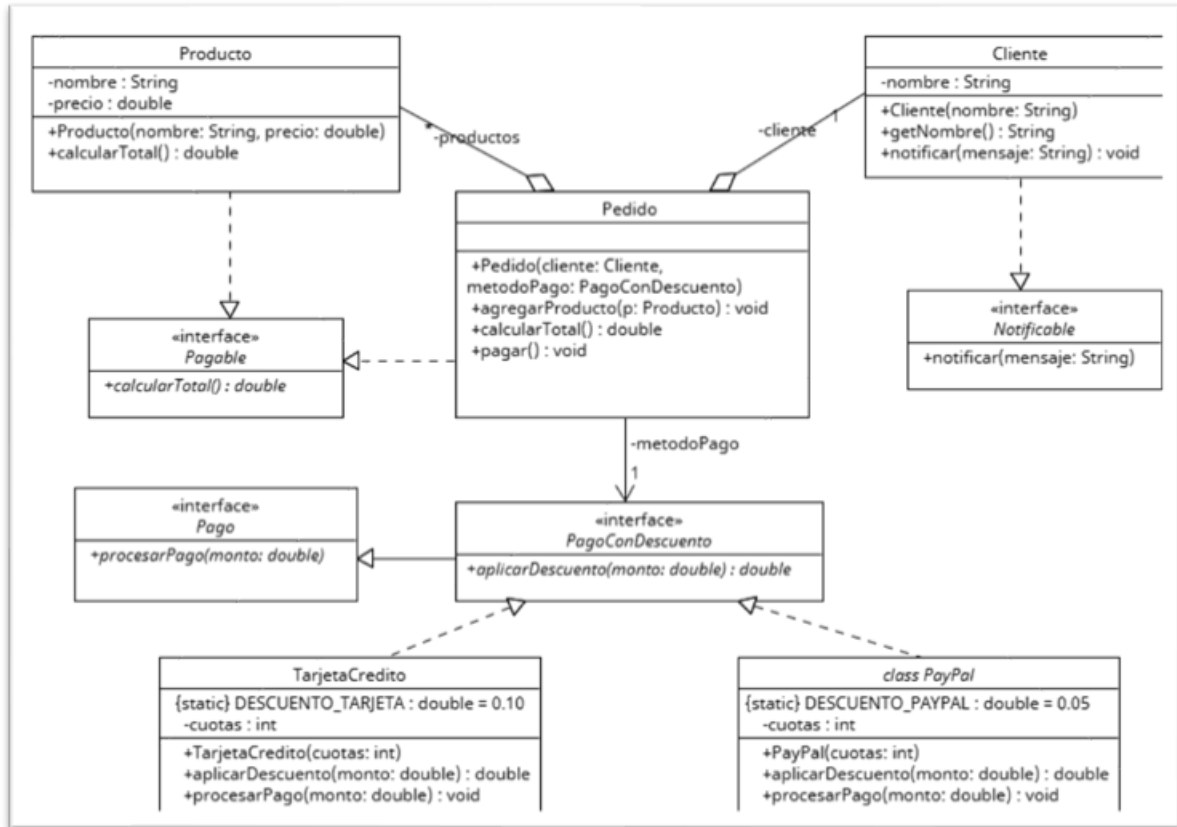 Producto
-nombre : String
-precio : double
+Producto(nombre: String, precio: double)
+calcularTotal() : double
Cliente
-nombre : String
+Cliente(nombre: String)
+getNombre() : String
+notificar(mensaje: String) : void
*
-productos
1
-cliente
Pedido
+Pedido(cliente: Cliente,
metodoPago: PagoConDescuento)
+agregarProducto(p: Producto) : void
+calcularTotal() : double
+pagar() : void
«interface»
Pagable
+calcularTotal() : double
«interface»
Notificable
+notificar(mensaje: String)
-metodoPago
1
«interface»
Pago
+procesarPago(monto: double)
«interface»
PagoConDescuento
+aplicarDescuento(monto: double) : double
TarjetaCredito
{static} DESCUENTO_TARJETA : double = 0.10
-cuotas : int
+TarjetaCredito(cuotas: int)
+aplicarDescuento(monto: double) : double
+procesarPago(monto: double) : void
class PayPal
{static} DESCUENTO_PAYPAL : double = 0.05
-cuotas : int
+PayPal(cuotas: int)
+aplicarDescuento(monto: double) : double
+procesarPago(monto: double) : void